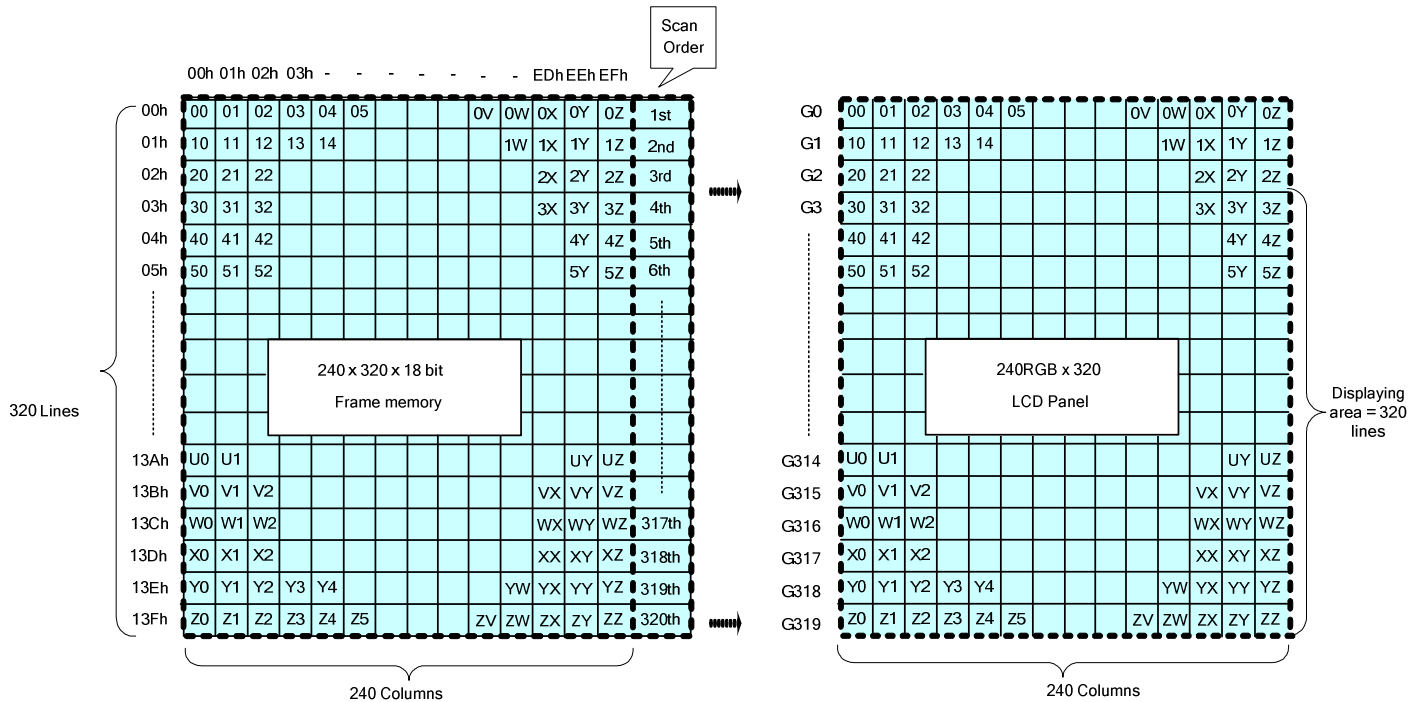 Scan
Order
00h 01h 02h 03h - - - - - - - EDh EEh EFh
00h 00 01 02 03 04 05 0V 0W 0X 0Y 0Z 1st
01h 10 11 12 13 14 1W 1X 1Y 1Z 2nd
02h 20 21 22 2X 2Y 2Z 3rd
03h 30 31 32 3X 3Y 3Z 4th
04h 40 41 42 4Y 4Z 5th
05h 50 51 52 5Y 5Z 6th
240 x 320 x 18 bit
Frame memory
320 Lines
13Ah U0 U1 UY UZ
13Bh V0 V1 V2 VX VY VZ
13Ch W0 W1 W2 WX WY WZ 317th
13Dh X0 X1 X2 XX XY XZ 318th
13Eh Y0 Y1 Y2 Y3 Y4 YW YX YY YZ 319th
13Fh Z0 Z1 Z2 Z3 Z4 Z5 ZV ZW ZX ZY ZZ 320th
240 Columns
G0 00 01 02 03 04 05 0V 0W 0X 0Y 0Z
G1 10 11 12 13 14 1W 1X 1Y 1Z
G2 20 21 22 2X 2Y 2Z
G3 30 31 32 3X 3Y 3Z
40 41 42 4Y 4Z
50 51 52 5Y 5Z
240RGB x 320
LCD Panel
Displaying
area = 320
lines
G314 U0 U1 UY UZ
G315 V0 V1 V2 VX VY VZ
G316 W0 W1 W2 WX WY WZ
G317 X0 X1 X2 XX XY XZ
G318 Y0 Y1 Y2 Y3 Y4 YW YX YY YZ
G319 Z0 Z1 Z2 Z3 Z4 Z5 ZV ZW ZX ZY ZZ
240 Columns